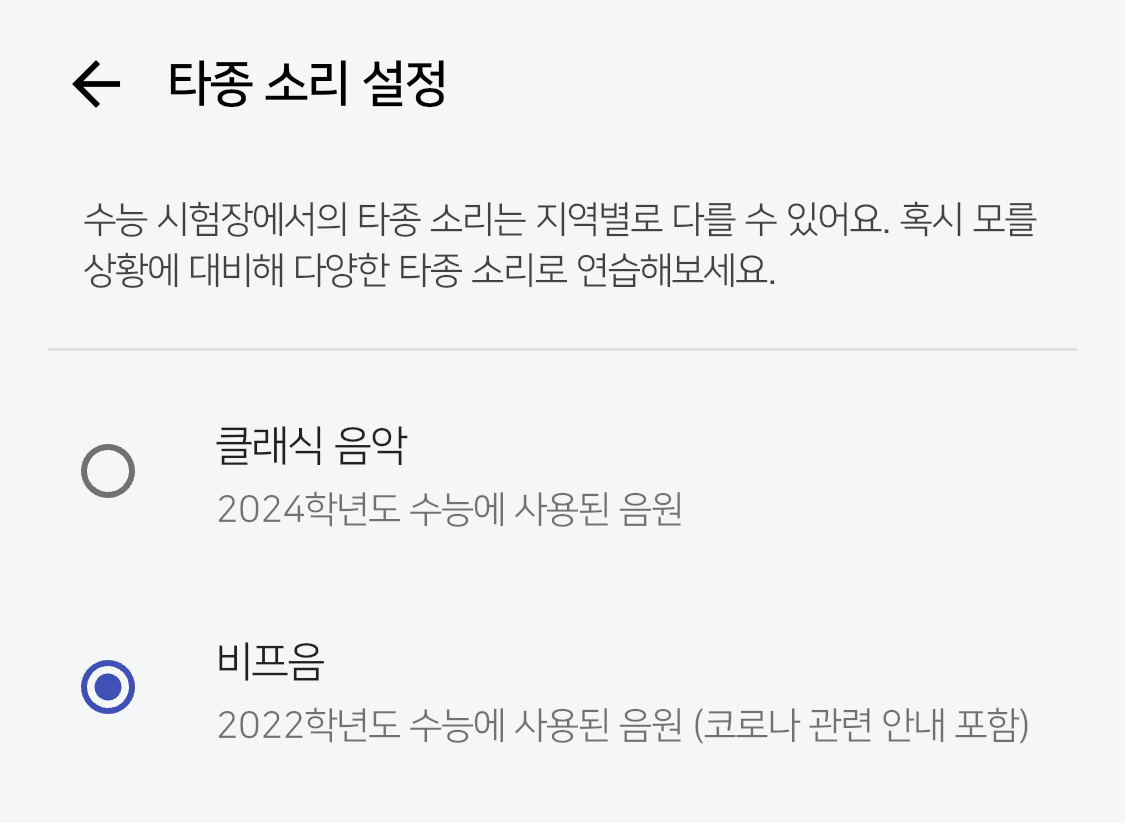 타종 소리 설정
수능 시험장에서의 타종 소리는 지역별로 다를 수 있어요. 혹시 모를
상황에 대비해 다양한 타종 소리로 연습해보세요.
클래식 음악
2024학년도 수능에 사용된 음원
비프음
2022학년도 수능에 사용된 음원 (코로나 관련 안내 포함)